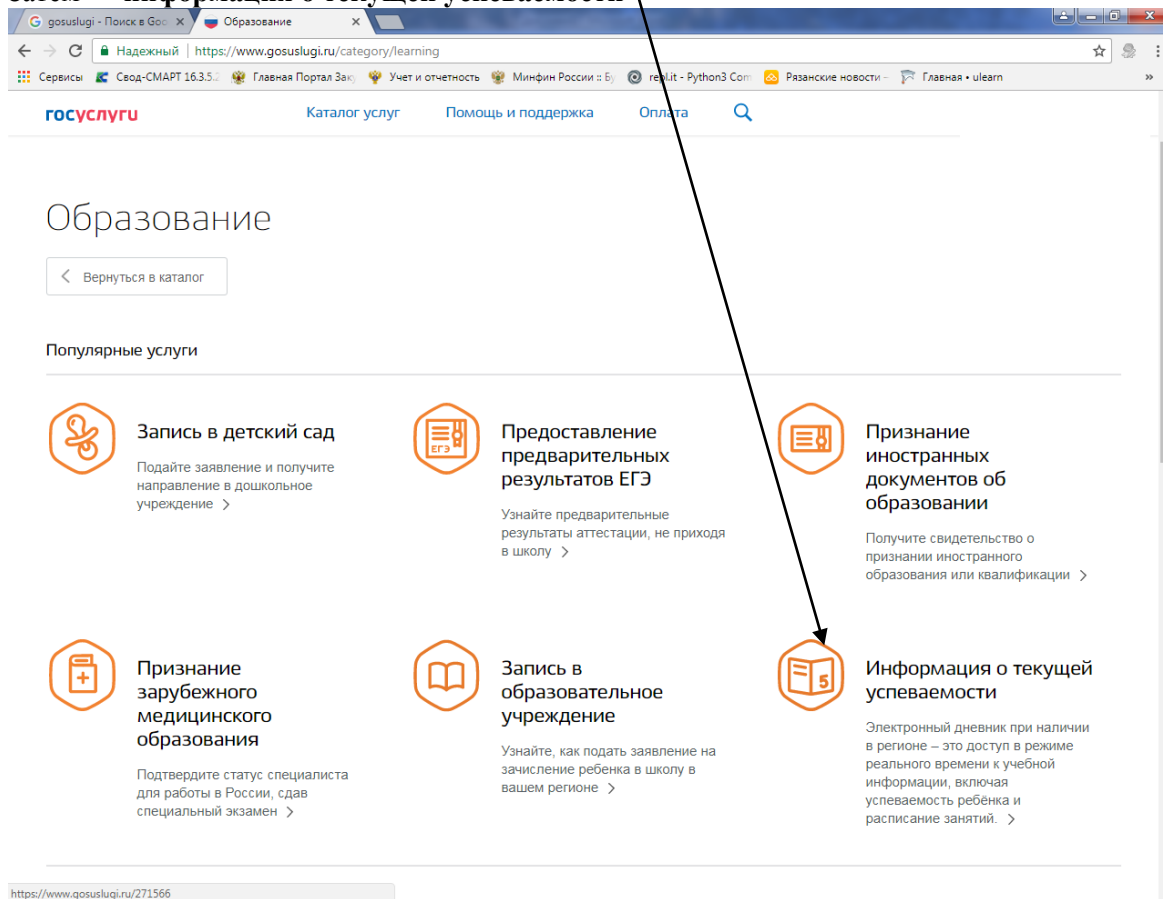 затем – информации о текущей успеваемости
gosuslugi - Поиск в Goo
Образование
Надежный
https://www.gosuslugi.ru/category/learning
Сервисы
Свод-СМАРТ 16.3.5.2
Главная Портал Зак
Учет и отчетность
Минфин России :: Б
repl.it - Python3 Com
Рязанские новости -
Главная • ulearn
»
госуслуги
Каталог услуг
Помощь и поддержка
Оплата
Образование
Вернуться в каталог
Популярные услуги
Запись в детский сад
Подайте заявление и получите
направление в дошкольное
учреждение >
ЕГЭ
Предоставление
предварительных
результатов ЕГЭ
Узнайте предварительные
результаты аттестации, не приходя
в школу >
Признание
иностранных
документов об
образовании
Получите свидетельство о
признании иностранного
образования или квалификации >
Признание
зарубежного
медицинского
образования
Подтвердите статус специалиста
для работы в России, сдав
специальный экзамен >
Запись в
образовательное
учреждение
Узнайте, как подать заявление на
зачисление ребенка в школу в
вашем регионе >
5
Информация о текущей
успеваемости
Электронный дневник при наличии
в регионе – это доступ в режиме
реального времени к учебной
информации, включая
успеваемость ребёнка и
расписание занятий. >
https://www.gosuslugi.ru/271566